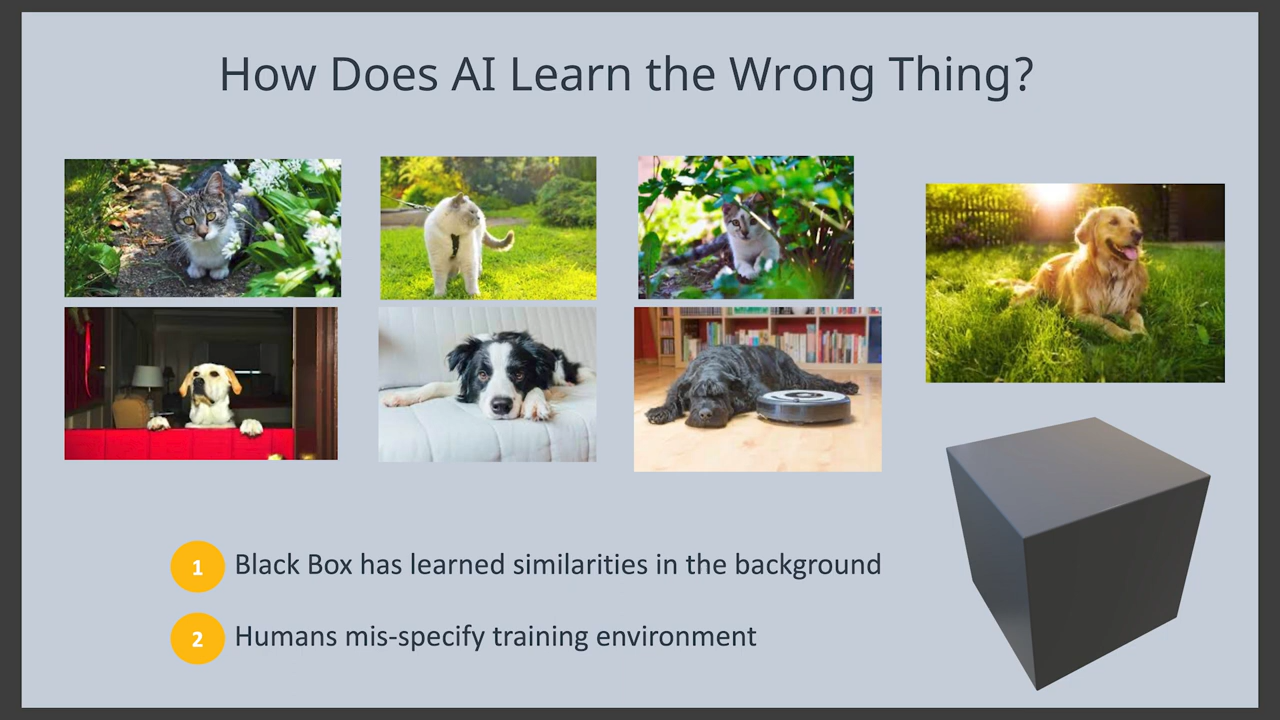 How Does AI Learn the Wrong Thing?
1 Black Box has learned similarities in the background
2 Humans mis-specify training environment